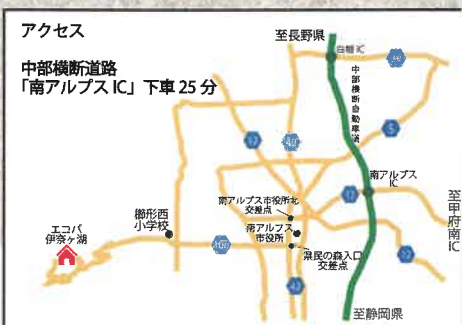 アクセス
中部横断道路
「南アルプスIC」下車25分
至長野県
白根IC
中部横断自動車道
39
12
42
5
南アルプス
IC
至甲府南IC
南アルプス市役所北
交差点
櫛形西
小学校
南アルプス
市役所
エコパ
伊奈ヶ湖
県民の森入口
交差点
12
42
至静岡県